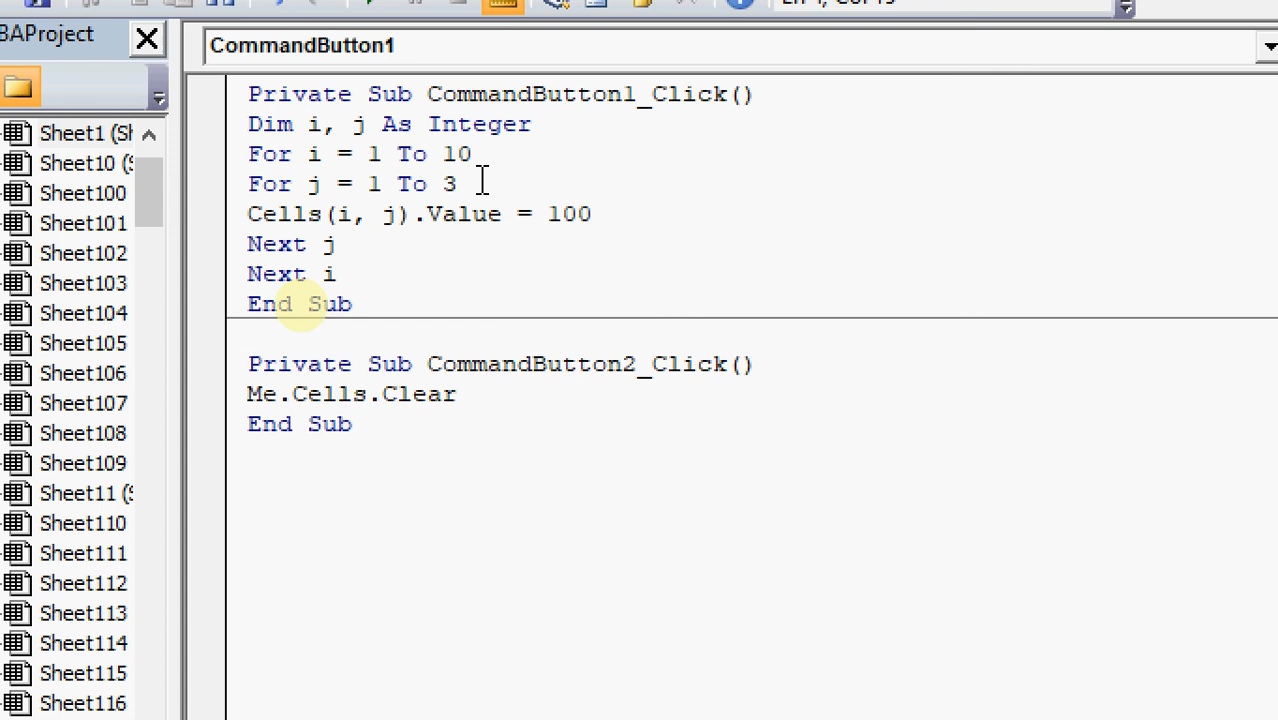 BAProject
CommandButton1
Private Sub CommandButton1_Click()
Dim i, j As Integer
For i = 1 To 10
For j = 1 To 3
Cells(i, j).Value = 100
Next j
Next i
End Sub
Private Sub CommandButton2_Click()
Me.Cells.Clear
End Sub
Sheet1 (Sh
Sheet10 (S
Sheet100
Sheet101
Sheet102
Sheet103
Sheet104
Sheet105
Sheet106
Sheet107
Sheet108
Sheet109
Sheet11 (S
Sheet110
Sheet111
Sheet112
Sheet113
Sheet114
Sheet115
Sheet116